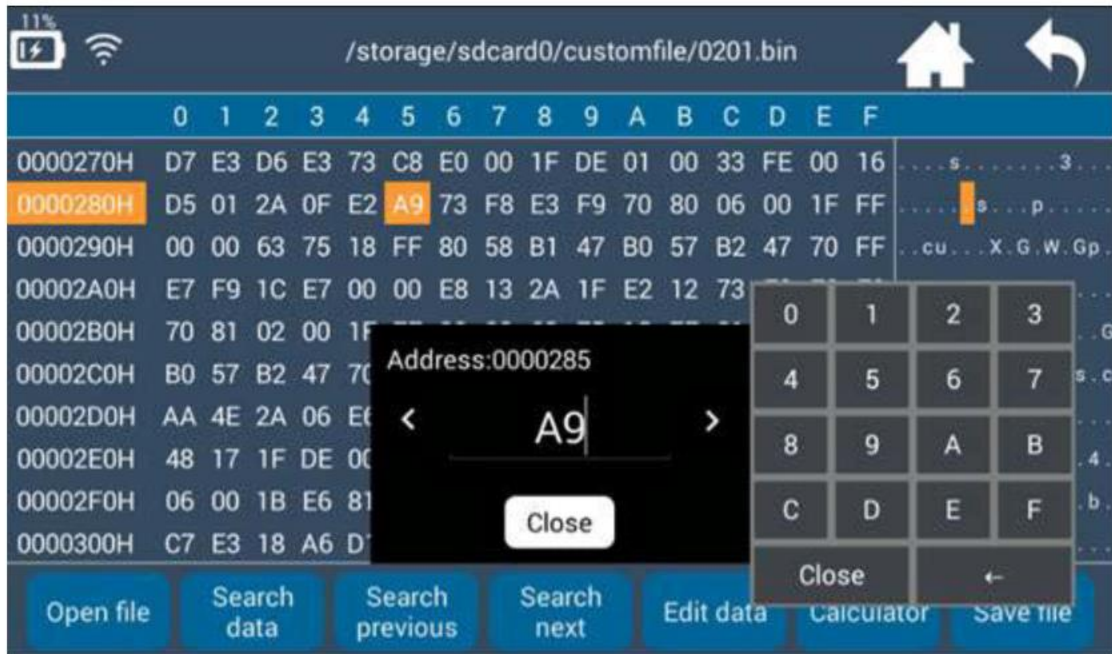 11%
/storage/sdcard0/customfile/0201.bin
0 1 2 3 4 5 6 7 8 9 A B C D E F
0000270H D7 E3 D6 E3 73 C8 E0 00 1F DE 01 00 33 FE 00 16 ....s.......3...
0000280H D5 01 2A 0F E2 A9 73 F8 E3 F9 70 80 06 00 1F FF ......s...p.....
0000290H 00 00 63 75 18 FF 80 58 B1 47 B0 57 B2 47 70 FF ..cu...X.G.W.Gp.
00002A0H E7 F9 1C E7 00 00 E8 13 2A 1F E2 12 73
00002B0H 70 81 02 00 . G
00002C0H B0 57 B2 47 s . c
00002D0H AA 4E 2A 06
00002E0H 48 17 1F DE . 4 .
00002F0H 06 00 1B E6 81 . b .
0000300H C7 E3 18 A6
Address:0000285
< A9 >
Close
0 1 2 3
4 5 6 7
8 9 A B
C D E F
Close ←
Open file
Search data
Search previous
Search next
Edit data
Calculator
Save file